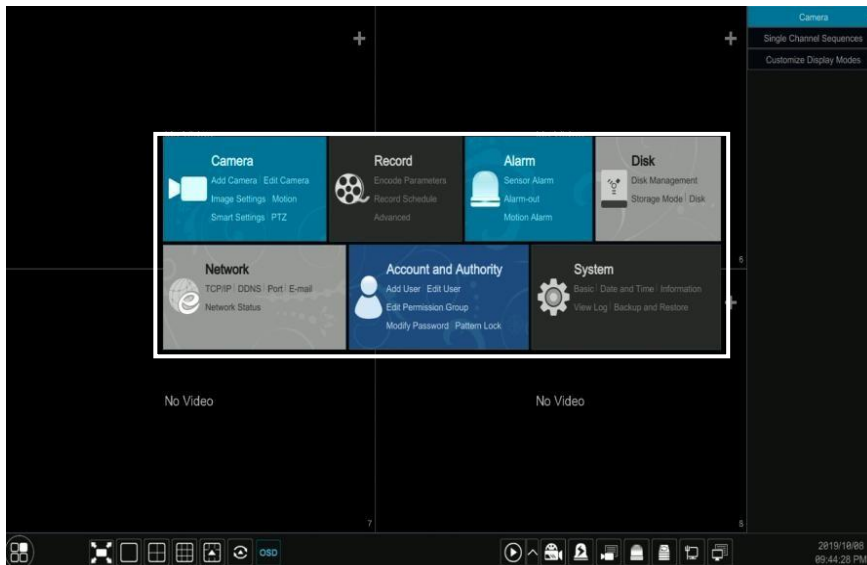 Camera
Single Channel Sequences
Customize Display Modes
Camera
Add Camera Edit Camera
Image Settings Motion
Smart Settings PTZ
Record
Encode Parameters
Record Schedule
Advanced
Alarm
Sensor Alarm
Alarm-out
Motion Alarm
Disk
Disk Management
Storage Mode Disk
Network
TCP/IP DDNS Port E-mail
Network Status
Account and Authority
Add User Edit User
Edit Permission Group
Modify Password Pattern Lock
System
Basic Date and Time Information
View Log Backup and Restore
6
No Video
No Video
7
8
OSD
2019/10/08
09:44:28 PM